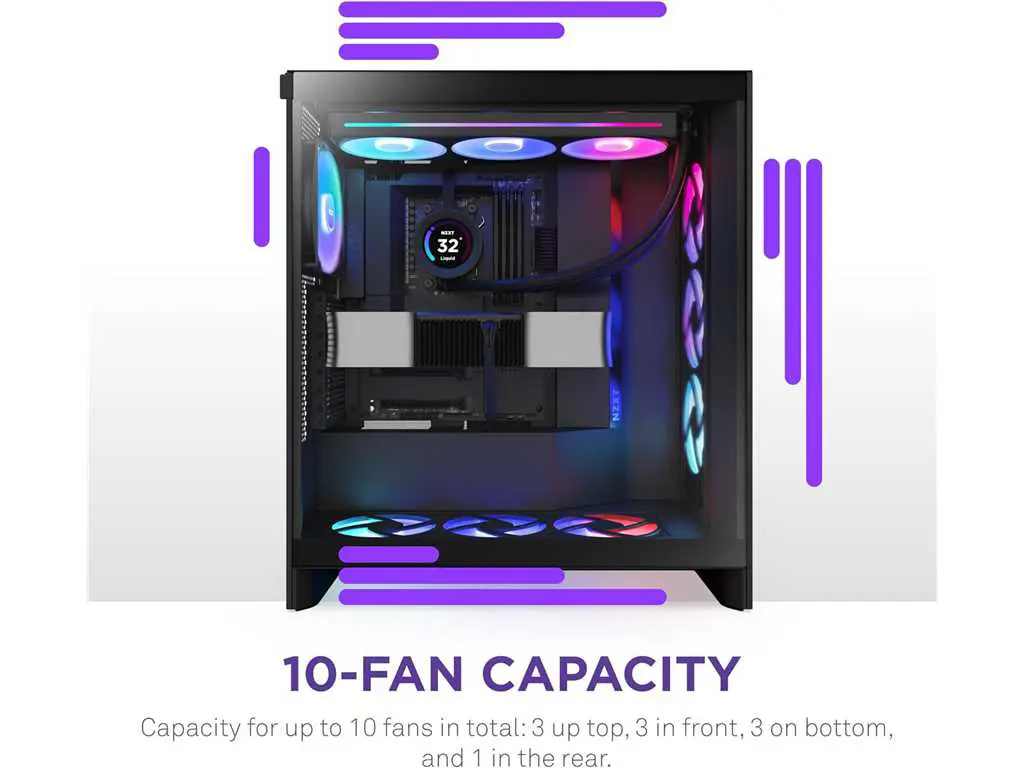 NZXT
32°
Liquid
NZXT
10-FAN CAPACITY
Capacity for up to 10 fans in total: 3 up top, 3 in front, 3 on bottom,
and 1 in the rear.